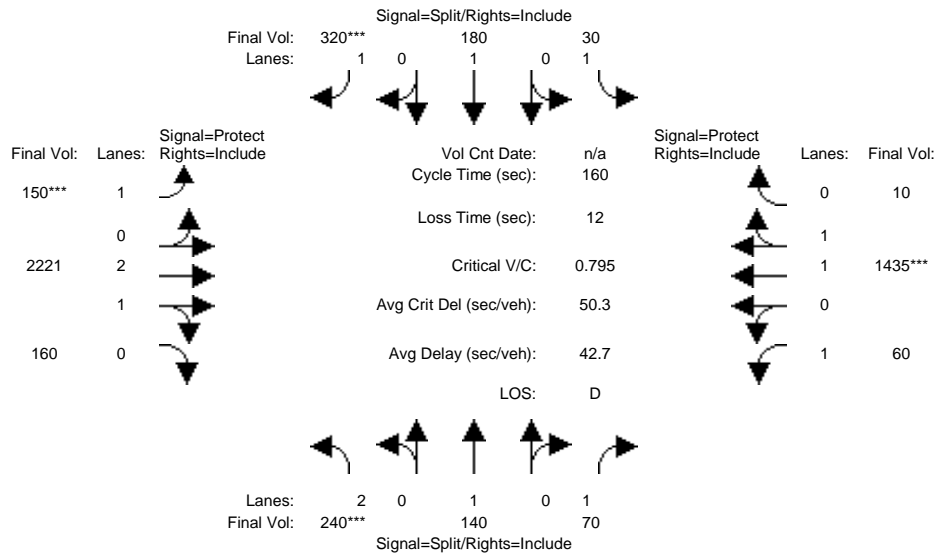 Signal=Split/Rights=Include
Final Vol: 320*** 180 30
Lanes: 1 0 1 0 1
Signal=Protect
Final Vol: Lanes: Rights=Include
Vol Cnt Date: n/a
Signal=Protect
Rights=Include Lanes: Final Vol:
Cycle Time (sec): 160
150*** 1
0 10
Loss Time (sec): 12
0
1
2221 2
Critical V/C: 0.795
1 1435***
1
Avg Crit Del (sec/veh): 50.3
0
160 0
Avg Delay (sec/veh): 42.7
1 60
LOS: D
Lanes: 2 0 1 0 1
Final Vol: 240*** 140 70
Signal=Split/Rights=Include